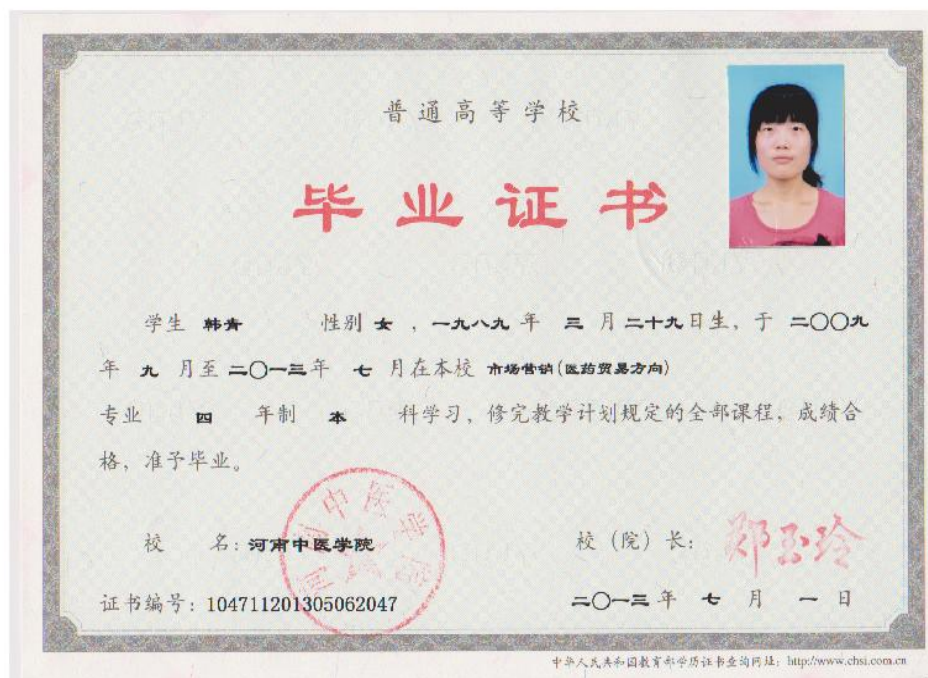 普通高等学校
毕业证书
学生 韩青 性别 女 ，一九八九 年 三 月二十九日生，于 二〇〇九
年 九 月至二〇一三年 七 月在本校 市场营销(医药贸易方向)
专业 四 年制 本 科学习，修完教学计划规定的全部课程，成绩合
格，准予毕业。
河南中医学院
校 名：河南中医学院 校（院）长：郑玉玲
证书编号：104711201305062047 二〇一三年 七 月 一 日
中华人民共和国教育部学历证书查询网址：http://www.chsi.com.cn